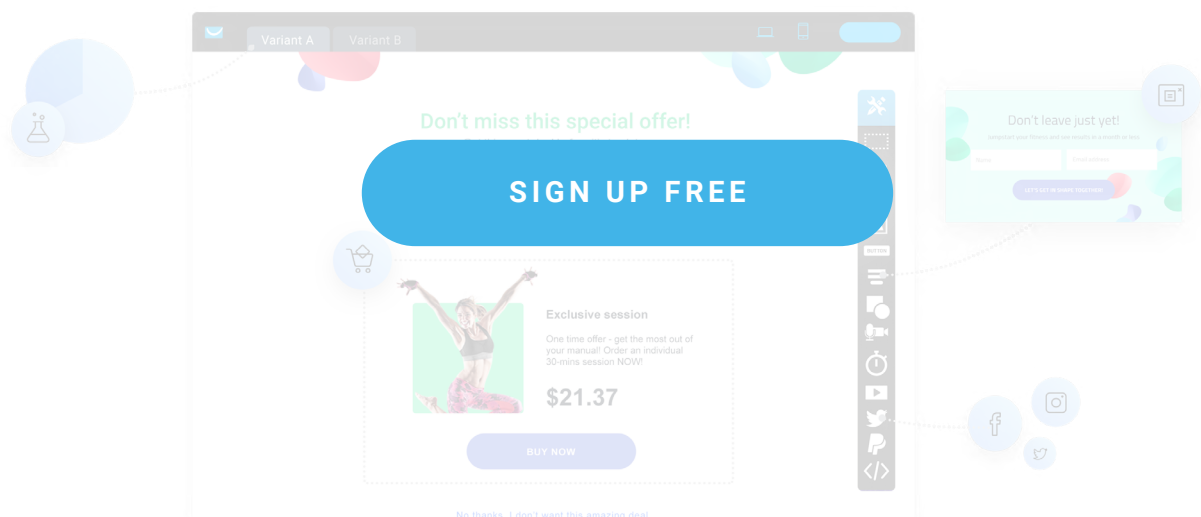 Variant A
Variant B
Don't miss this special offer!
SIGN UP FREE
Exclusive session
One time offer - get the most out of
your manual! Order an individual
30-mins session NOW!
$21.37
BUY NOW
No thanks, I don't want this amazing deal
BUTTON
Don't leave just yet!